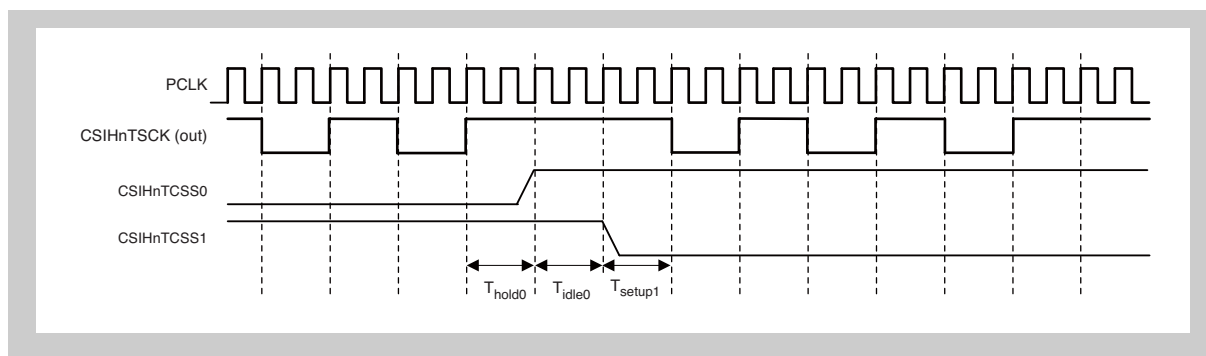 PCLK
CSIHnTSCK (out)
CSIHnTCSS0
CSIHnTCSS1
Thold0 Tidle0 Tsetup1